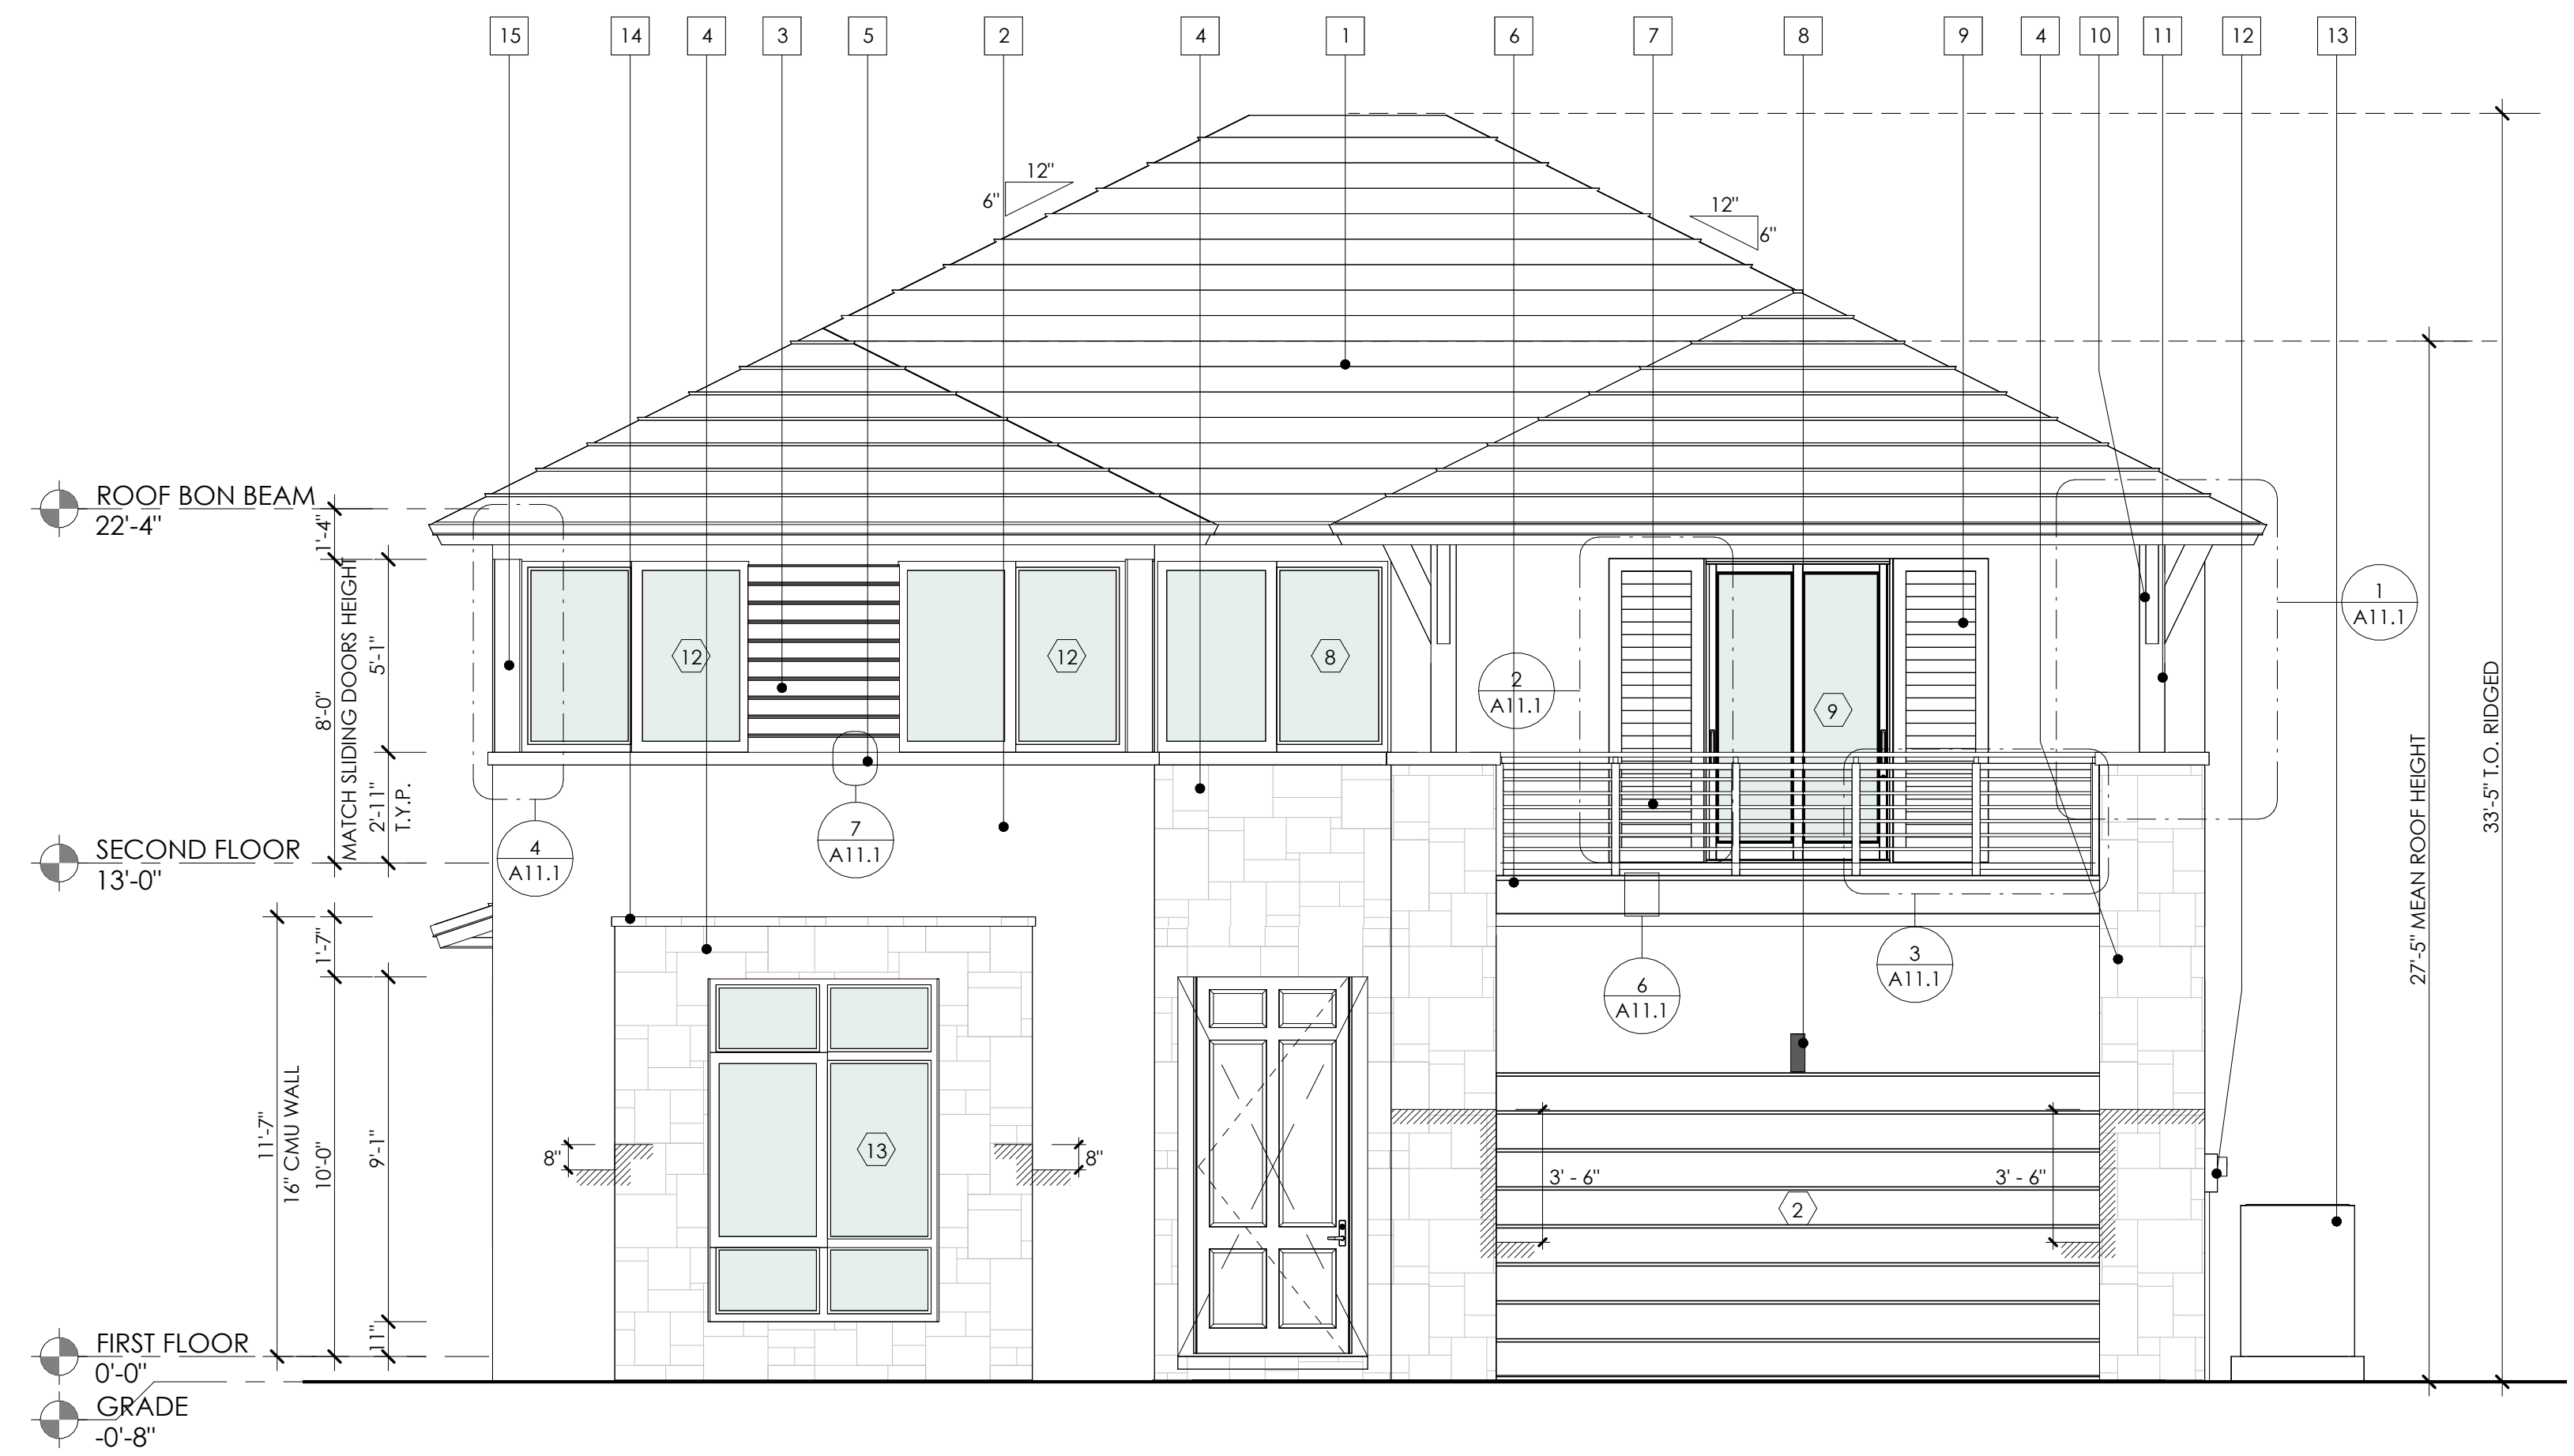 15
14
4
3
5
2
4
1
6
7
8
9
4
10
11
12
13
12"
6"
12"
6"
ROOF BON BEAM
22'-4"
1'-4"
8'-0"
MATCH SLIDING DOORS HEIGHT
5'-1"
2'-11"
T.Y.P.
12
12
8
9
1
A11.1
2
A11.1
33'-5" T.O. RIDGED
27'-5" MEAN ROOF HEIGHT
SECOND FLOOR
13'-0"
4
A11.1
7
A11.1
3
A11.1
6
A11.1
1'-7"
11'-7"
16" CMU WALL
10'-0"
9'-1"
11"
8"
13
8"
3' - 6"
3' - 6"
2
FIRST FLOOR
0'-0"
GRADE
-0'-8"